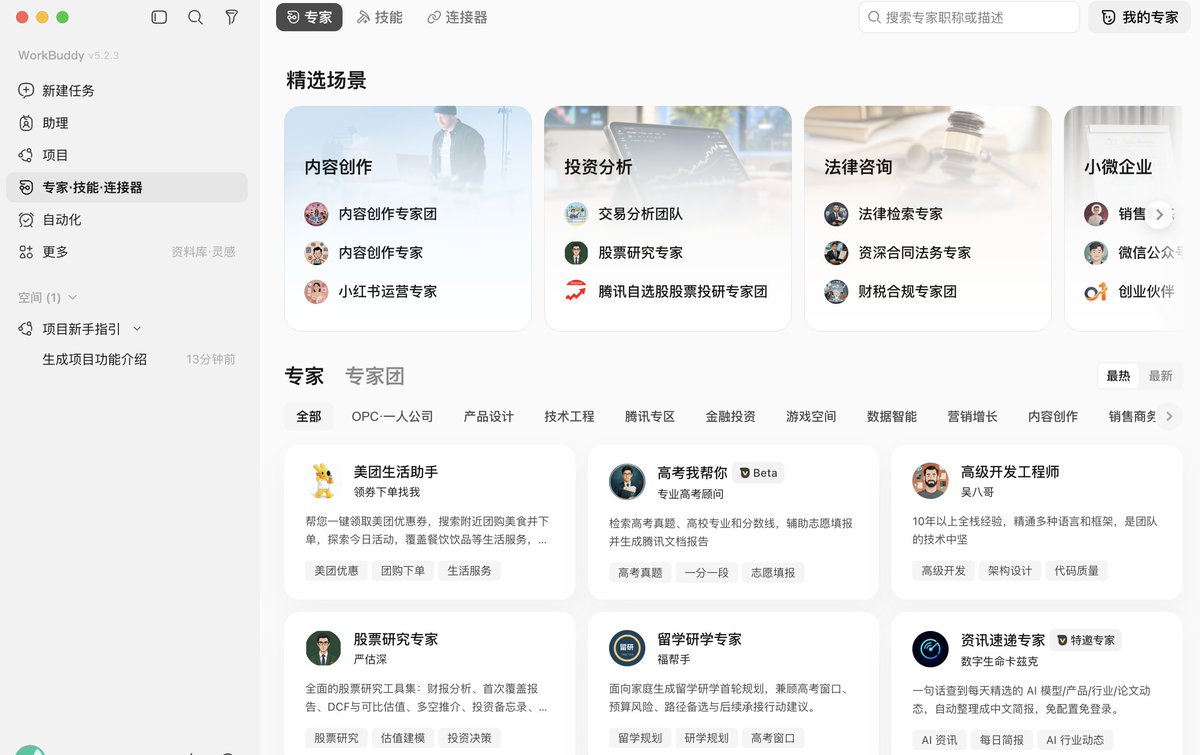 专家
技能
连接器
搜索专家职称或描述
我的专家
WorkBuddy v5.2.3
新建任务
助理
项目
专家·技能·连接器
自动化
更多
资料库·灵感
空间 (1)
项目新手指引
生成项目功能介绍
13分钟前
精选场景
内容创作
内容创作专家团
内容创作专家
小红书运营专家
投资分析
交易分析团队
股票研究专家
腾讯自选股股票投研专家团
法律咨询
法律检索专家
资深合同法务专家
财税合规专家团
小微企业
销售
微信公众号
创业伙伴
专家
专家团
最热
最新
全部
OPC·一人公司
产品设计
技术工程
腾讯专区
金融投资
游戏空间
数据智能
营销增长
内容创作
销售商务
美团生活助手
领券下单找我
帮您一键领取美团优惠券，搜索附近团购美食并下
单，探索今日活动，覆盖餐饮饮品等生活服务，...
美团优惠
团购下单
生活服务
高考我帮你
Beta
专业高考顾问
检索高考真题、高校专业和分数线，辅助志愿填报
并生成腾讯文档报告
高考真题
一分一段
志愿填报
高级开发工程师
吴八哥
10年以上全栈经验，精通多种语言和框架，是团队
的技术中坚
高级开发
架构设计
代码质量
股票研究专家
严估深
全面的股票研究工具集：财报分析、首次覆盖报
告、DCF与可比估值、多空推介、投资备忘录、...
股票研究
估值建模
投资决策
留研
留学研学专家
福帮手
面向家庭生成留学研学首轮规划，兼顾高考窗口、
预算风险、路径备选与后续承接行动建议。
留学规划
研学规划
高考窗口
资讯速递专家
特邀专家
数字生命卡兹克
一句话查到每天精选的 AI 模型/产品/行业/论文动
态，自动整理成中文简报，免配置免登录。
AI 资讯
每日简报
AI 行业动态